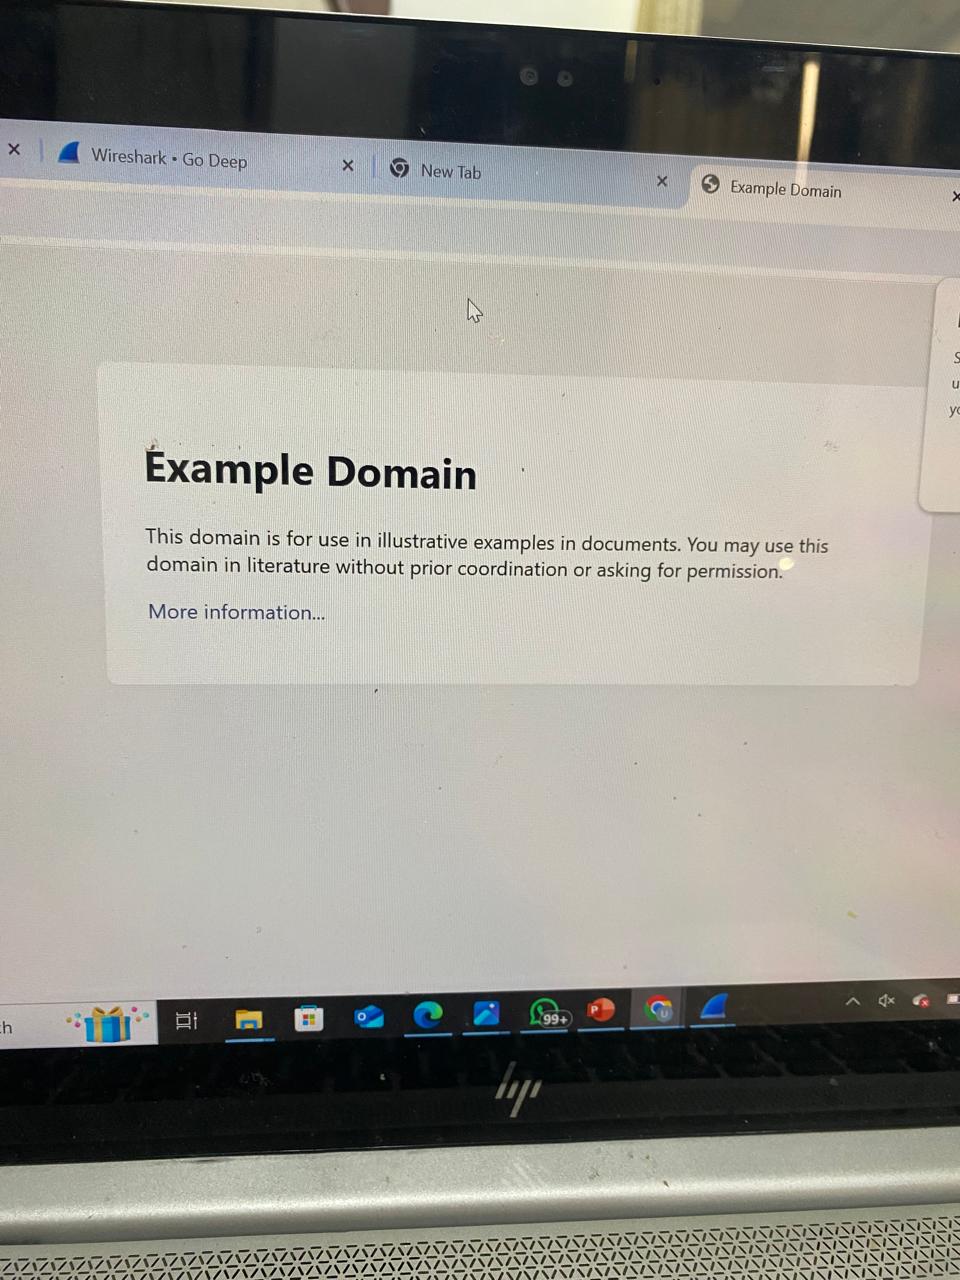 Wireshark • Go Deep
New Tab
Example Domain
Example Domain
This domain is for use in illustrative examples in documents. You may use this
domain in literature without prior coordination or asking for permission.
More information...
99+
hp